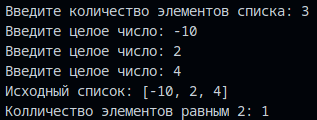 Введите количество элементов списка: 3
Введите целое число: -10
Введите целое число: 2
Введите целое число: 4
Исходный список: [-10, 2, 4]
Колличество элементов равным 2: 1